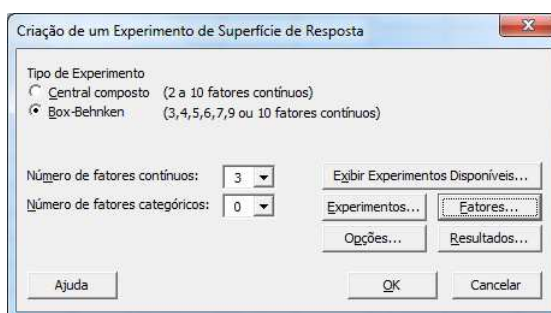 Criação de um Experimento de Superfície de Resposta
Tipo de Experimento
Central composto (2 a 10 fatores contínuos)
Box-Behnken (3,4,5,6,7,9 ou 10 fatores contínuos)
Número de fatores contínuos: 3 Exibir Experimentos Disponíveis...
Número de fatores categóricos: 0 Experimentos... Fatores...
Opções... Resultados...
Ajuda OK Cancelar